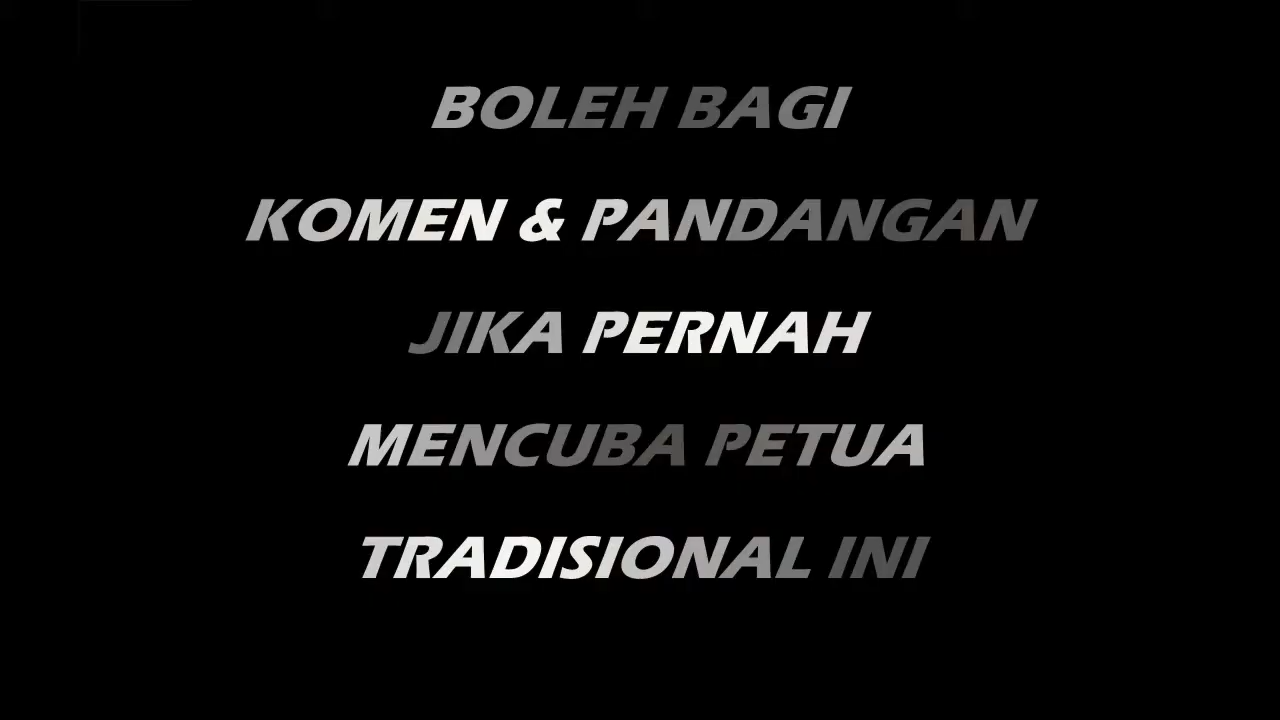 BOLEH BAGI
KOMEN & PANDANGAN
JIKA PERNAH
MENCUBA PETUA
TRADISIONAL INI